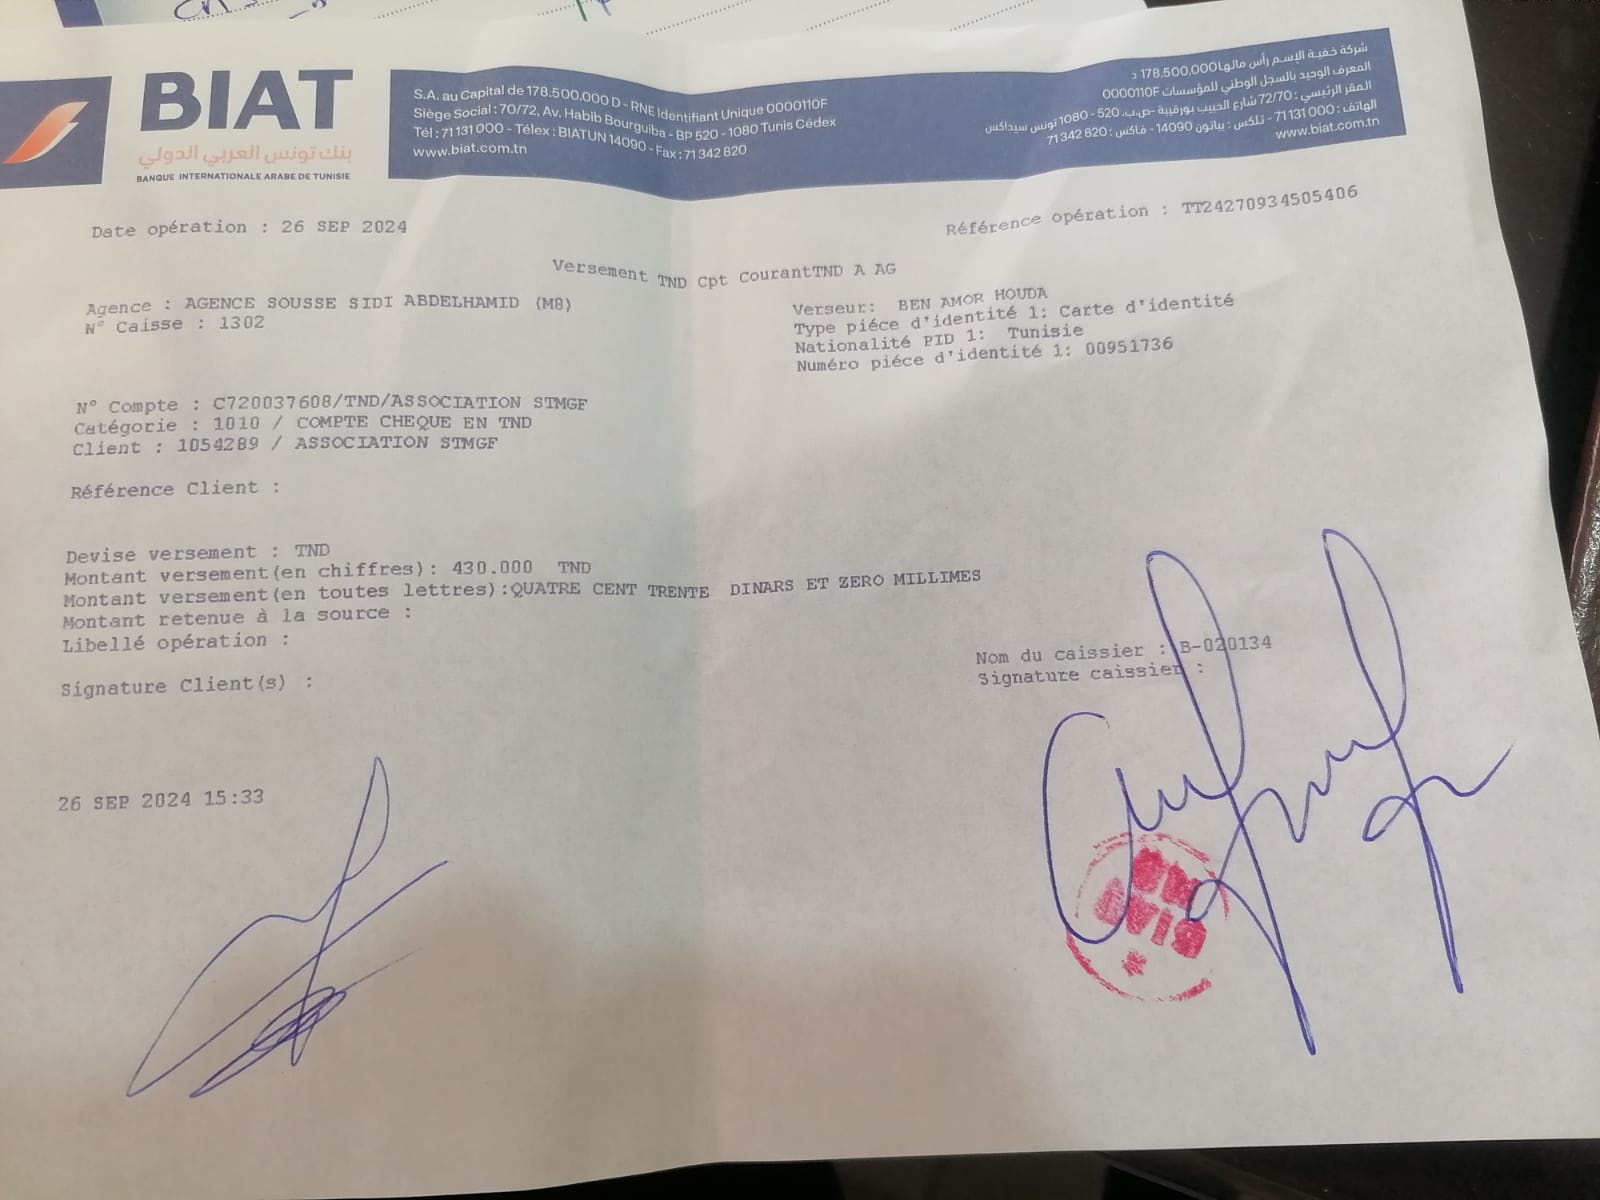 BIAT
بنك تونس العربي الدولي
BANQUE INTERNATIONALE ARABE DE TUNISIE
S.A. au Capital de 178.500.000 D - RNE Identifiant Unique 0000110F
Siège Social : 70/72, Av. Habib Bourguiba - BP 520 - 1080 Tunis Cédex
Tél : 71 131 000 - Télex : BIATUN 14090 - Fax : 71 342 820
www.biat.com.tn
شركة خفية الإسم رأس مالها 178.500.000 د
المعرف الوحيد بالسجل الوطني للمؤسسات 0000110F
المقر الرئيسي : 72/70 شارع الحبيب بورقيبة -ص.ب. 520 - 1080 تونس سيداكس
الهاتف : 71 131 000 - تلكس : بياتون 14090 - فاكس : 71 342 820
www.biat.com.tn
Date opération : 26 SEP 2024
Référence opération : TT24270934505406
Versement TND Cpt CourantTND A AG
Agence : AGENCE SOUSSE SIDI ABDELHAMID (M8)
N° Caisse : 1302
Verseur: BEN AMOR HOUDA
Type piéce d'identité 1: Carte d'identité
Nationalité PID 1: Tunisie
Numéro piéce d'identité 1: 00951736
N° Compte : C720037608/TND/ASSOCIATION STMGF
Catégorie : 1010 / COMPTE CHEQUE EN TND
Client : 1054289 / ASSOCIATION STMGF
Référence Client :
Devise versement : TND
Montant versement(en chiffres): 430.000 TND
Montant versement(en toutes lettres):QUATRE CENT TRENTE DINARS ET ZERO MILLIMES
Montant retenue à la source :
Libellé opération :
Nom du caissier : B-020134
Signature caissier :
Signature Client(s) :
26 SEP 2024 15:33